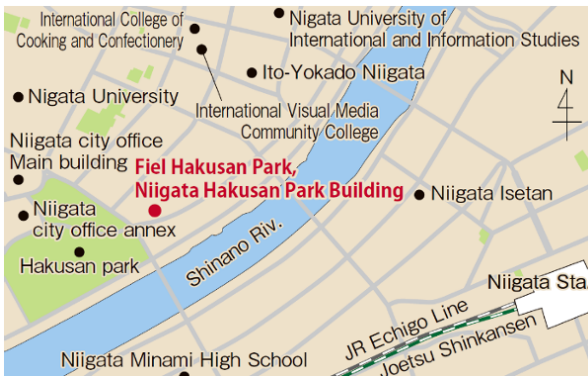 International College of
Cooking and Confectionery
Niigata University of
International and Information Studies
Ito-Yokado Niigata
N
Nigata University
International Visual Media
Community College
Niigata city office
Main building
Fiel Hakusan Park,
Niigata Hakusan Park Building
Niigata Isetan
Niigata
city office annex
Hakusan park
Shinano Riv.
Niigata Sta.
JR Echigo Line
Joetsu Shinkansen
Niigata Minami High School